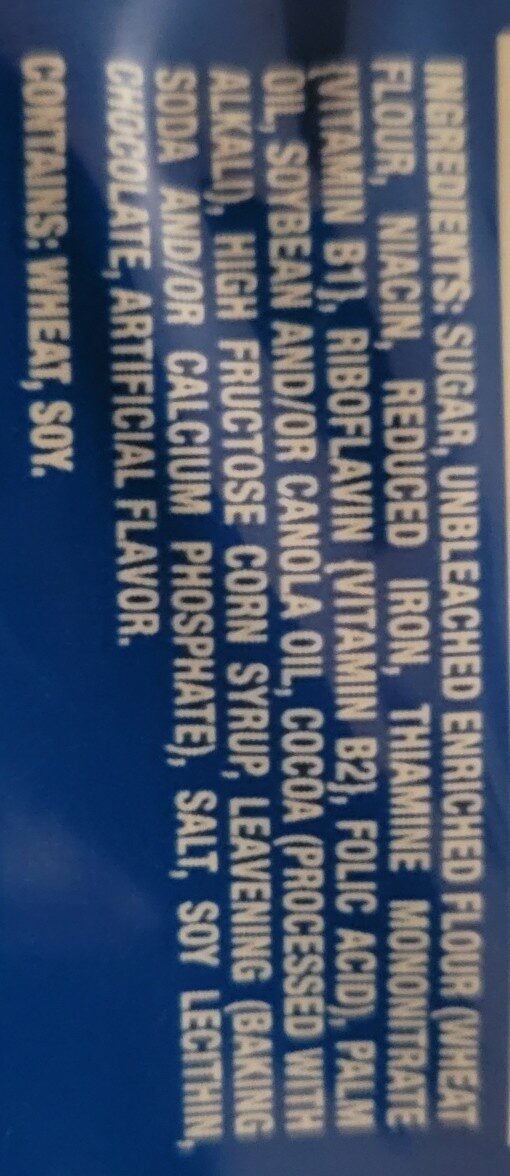 INGREDIENTS: SUGAR, UNBLEACHED ENRICHED FLOUR (WHEAT
FLOUR, NIACIN, REDUCED IRON, THIAMINE MONONITRATE
{VITAMIN B1}, RIBOFLAVIN {VITAMIN B2}, FOLIC ACID), PALM
OIL, SOYBEAN AND/OR CANOLA OIL, COCOA (PROCESSED WITH
ALKALI), HIGH FRUCTOSE CORN SYRUP, LEAVENING (BAKING
SODA AND/OR CALCIUM PHOSPHATE), SALT, SOY LECITHIN,
CHOCOLATE, ARTIFICIAL FLAVOR.
CONTAINS: WHEAT, SOY.